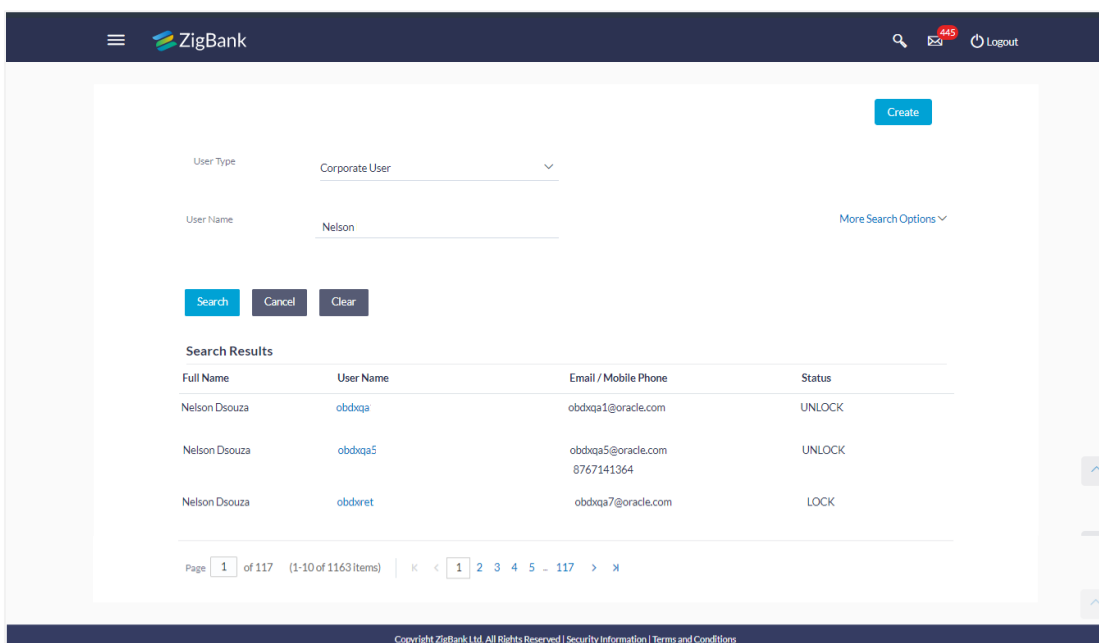 ZigBank 445 Logout
Create
User Type Corporate User
User Name Nelson More Search Options
Search Cancel Clear
Search Results
Full Name User Name Email / Mobile Phone Status
Nelson Dsouza obdxqa obdxqa1@oracle.com UNLOCK
Nelson Dsouza obdxqa5 obdxqa5@oracle.com UNLOCK
8767141364
Nelson Dsouza obdxret obdxqa7@oracle.com LOCK
Page 1 of 117 (1-10 of 1163 items) K < 1 2 3 4 5 .. 117 > >|
Copyright ZigBank Ltd. All Rights Reserved | Security Information | Terms and Conditions